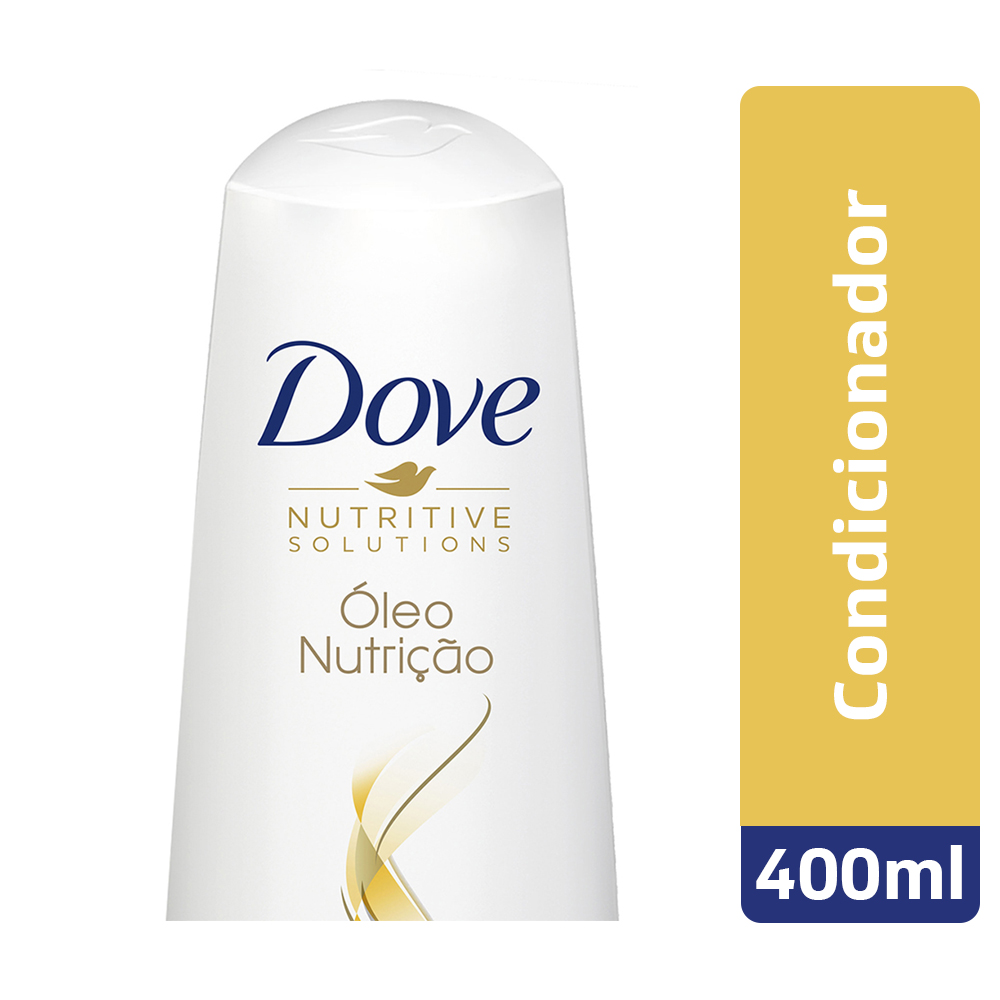 Dove
NUTRITIVE
SOLUTIONS
Óleo
Nutrição
Condicionador
400ml